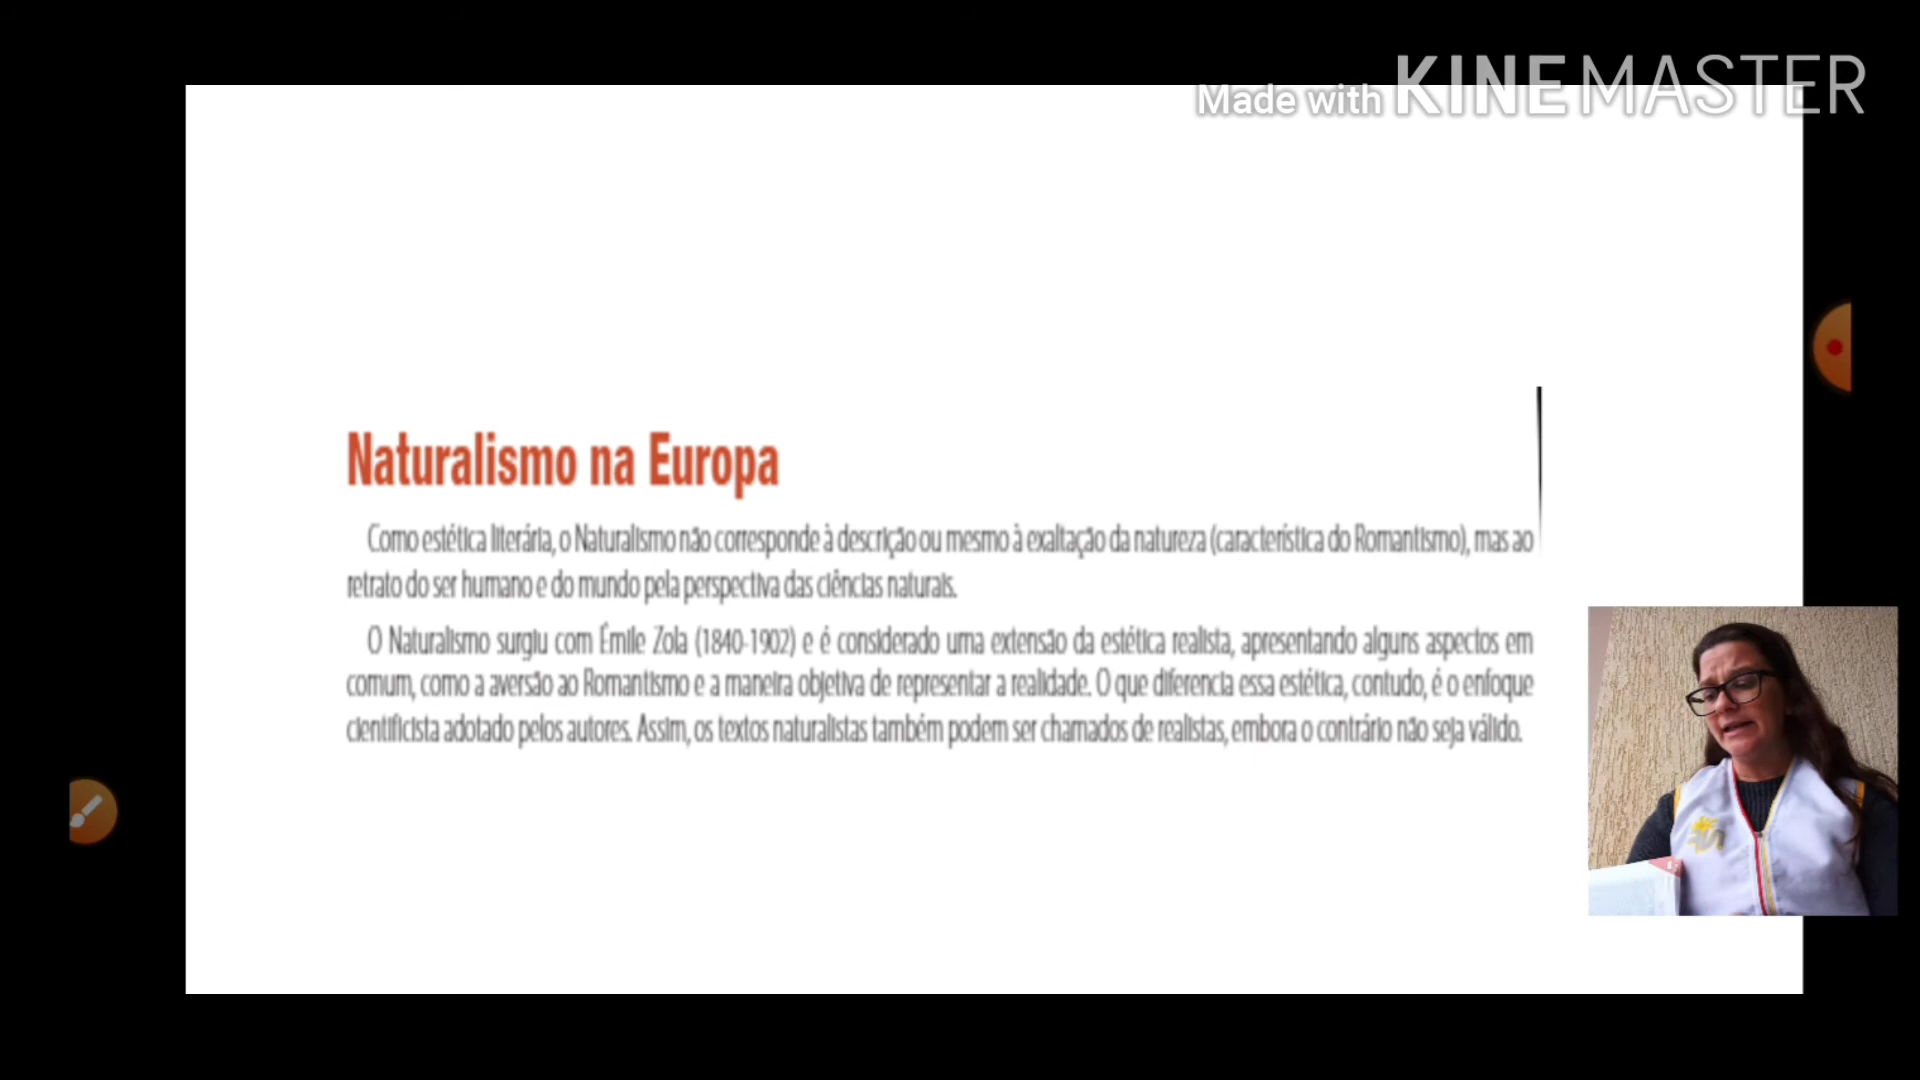 Made with KINEMASTER
Naturalismo na Europa
Como estética literária, o Naturalismo não corresponde à descrição ou mesmo à exaltação da natureza (característica do Romantismo), mas ao
retrato do ser humano e do mundo pela perspectiva das ciências naturais.
O Naturalismo surgiu com Émile Zola (1840-1902) e é considerado uma extensão da estética realista, apresentando alguns aspectos em
comum, como a aversão ao Romantismo e a maneira objetiva de representar a realidade. O que diferencia essa estética, contudo, é o enfoque
cientificista adotado pelos autores. Assim, os textos naturalistas também podem ser chamados de realistas, embora o contrário não seja válido.